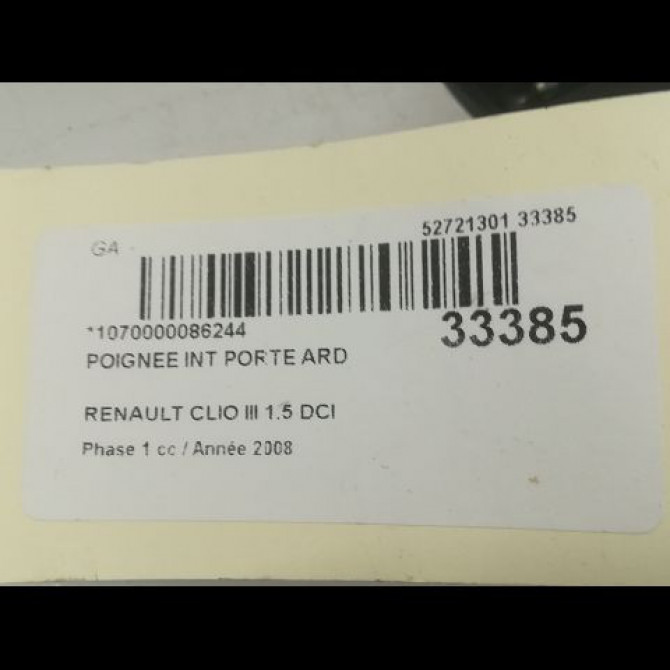 GA
52721301 33385
*1070000086244
33385
POIGNEE INT PORTE ARD
RENAULT CLIO III 1.5 DCI
Phase 1 cc / Année 2008